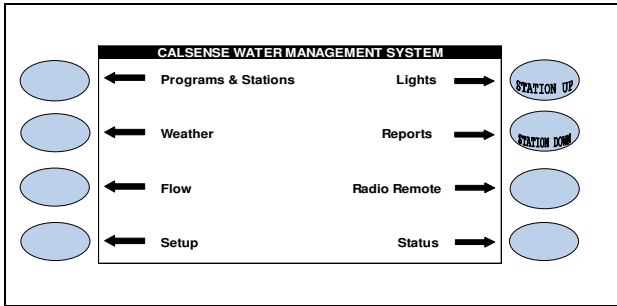 CALSENSE WATER MANAGEMENT SYSTEM
Programs & Stations
Lights
STATION UP
Weather
Reports
STATION DOWN
Flow
Radio Remote
Setup
Status